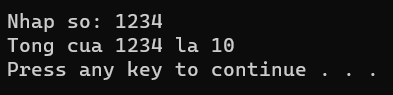 Nhap so: 1234
Tong cua 1234 la 10
Press any key to continue . . .